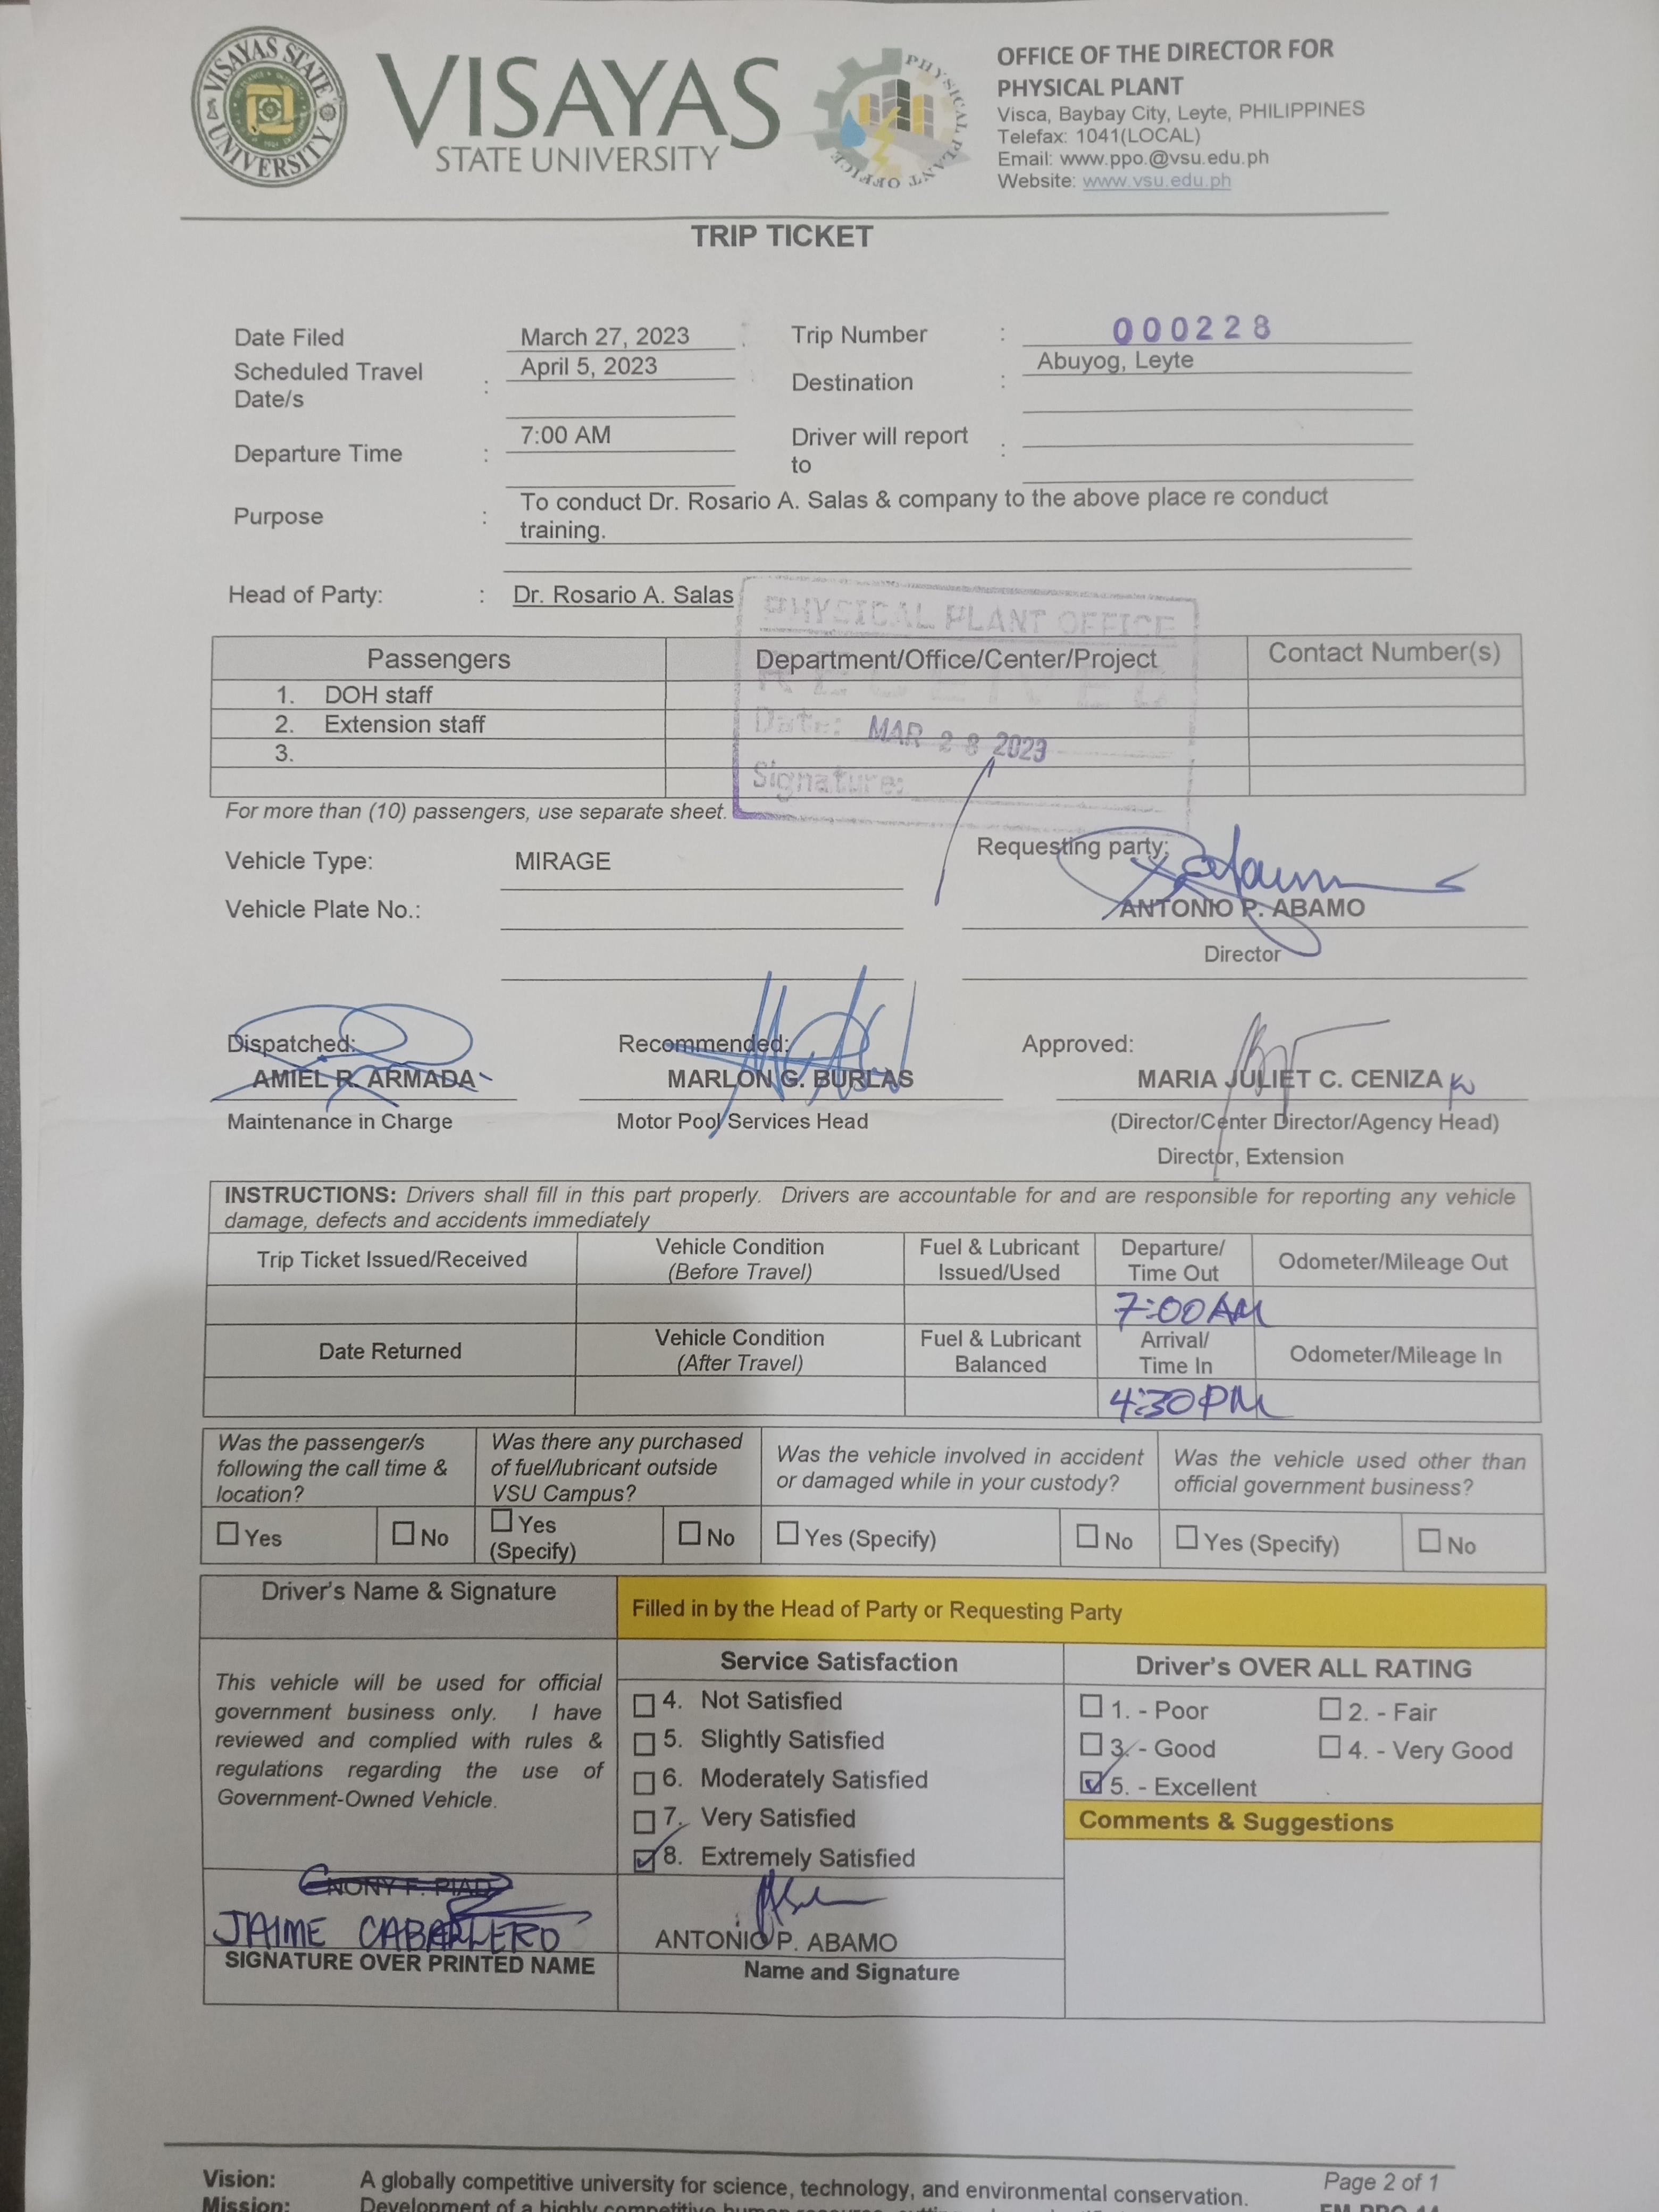 VISAYAS STATE UNIVERSITY
VISAYAS
STATE UNIVERSITY
PHYSICAL PLANT OFFICE
OFFICE OF THE DIRECTOR FOR
PHYSICAL PLANT
Visca, Baybay City, Leyte, PHILIPPINES
Telefax: 1041(LOCAL)
Email: www.ppo.@vsu.edu.ph
Website: www.vsu.edu.ph
TRIP TICKET
Date Filed : March 27, 2023 Trip Number : 000228
Scheduled Travel Date/s : April 5, 2023 Destination : Abuyog, Leyte
Departure Time : 7:00 AM Driver will report to :
Purpose : To conduct Dr. Rosario A. Salas & company to the above place re conduct
training.
Head of Party: : Dr. Rosario A. Salas
PHYSICAL PLANT OFFICE
RECEIVED
Date: MAR 28 2023
Signature:
Passengers Department/Office/Center/Project Contact Number(s)
1. DOH staff
2. Extension staff
3.
For more than (10) passengers, use separate sheet.
Vehicle Type: MIRAGE
Vehicle Plate No.:
Requesting party:
ANTONIO P. ABAMO
Director
Dispatched: Recommended: Approved:
AMIEL R. ARMADA MARLON G. BURLAS MARIA JULIET C. CENIZA
Maintenance in Charge Motor Pool Services Head (Director/Center Director/Agency Head)
Director, Extension
INSTRUCTIONS: Drivers shall fill in this part properly. Drivers are accountable for and are responsible for reporting any vehicle
damage, defects and accidents immediately
Trip Ticket Issued/Received Vehicle Condition (Before Travel) Fuel & Lubricant Issued/Used Departure/ Time Out Odometer/Mileage Out
7:00AM
Date Returned Vehicle Condition (After Travel) Fuel & Lubricant Balanced Arrival/ Time In Odometer/Mileage In
4:30PM
Was the passenger/s following the call time & location? Was there any purchased of fuel/lubricant outside VSU Campus? Was the vehicle involved in accident or damaged while in your custody? Was the vehicle used other than official government business?
☐ Yes ☐ No ☐ Yes (Specify) ☐ No ☐ Yes (Specify) ☐ No ☐ Yes (Specify) ☐ No
Driver's Name & Signature Filled in by the Head of Party or Requesting Party
This vehicle will be used for official
government business only. I have
reviewed and complied with rules &
regulations regarding the use of
Government-Owned Vehicle.
Service Satisfaction
☐ 4. Not Satisfied
☐ 5. Slightly Satisfied
☐ 6. Moderately Satisfied
☐ 7. Very Satisfied
☑ 8. Extremely Satisfied
Driver's OVER ALL RATING
☐ 1. - Poor ☐ 2. - Fair
☐ 3. - Good ☐ 4. - Very Good
☑ 5. - Excellent
Comments & Suggestions
JAIME CABALLERO
SIGNATURE OVER PRINTED NAME
ANTONIO P. ABAMO
Name and Signature
Vision: A globally competitive university for science, technology, and environmental conservation.
Page 2 of 1
Mission: Development of a highly competitive human